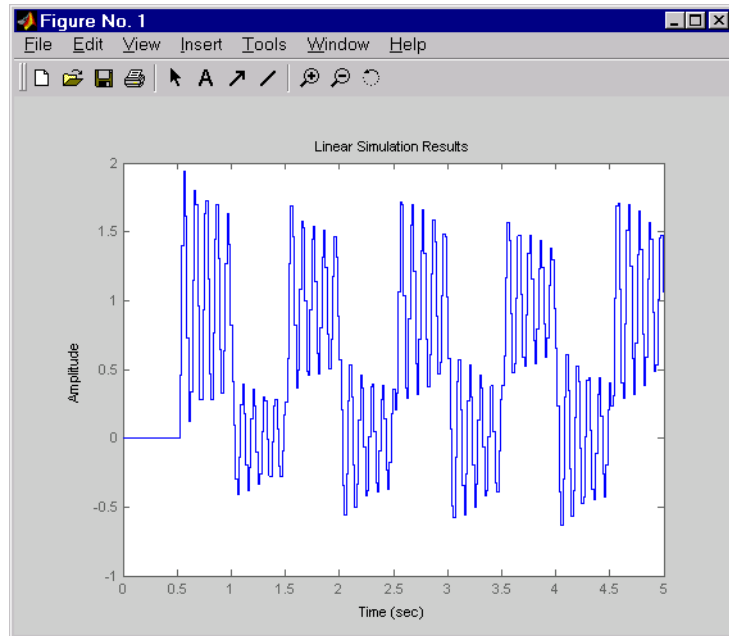 Figure No. 1
File Edit View Insert Tools Window Help
A
Linear Simulation Results
2
1.5
1
0.5
0
-0.5
-1
Amplitude
0 0.5 1 1.5 2 2.5 3 3.5 4 4.5 5
Time (sec)